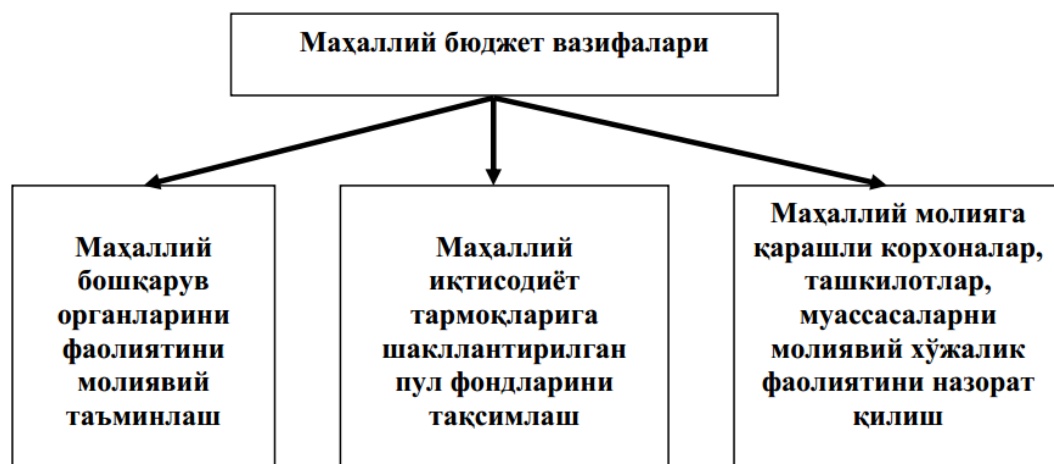 Маҳаллий бюджет вазифалари
Маҳаллий
бошқарув
органларини
фаолиятини
молиявий
таъминлаш
Маҳаллий
иқтисодиёт
тармоқларига
шакллантирилган
пул фондларини
тақсимлаш
Маҳаллий молияга
қарашли корхоналар,
ташкилотлар,
муассасаларни
молиявий хўжалик
фаолиятини назорат
қилиш